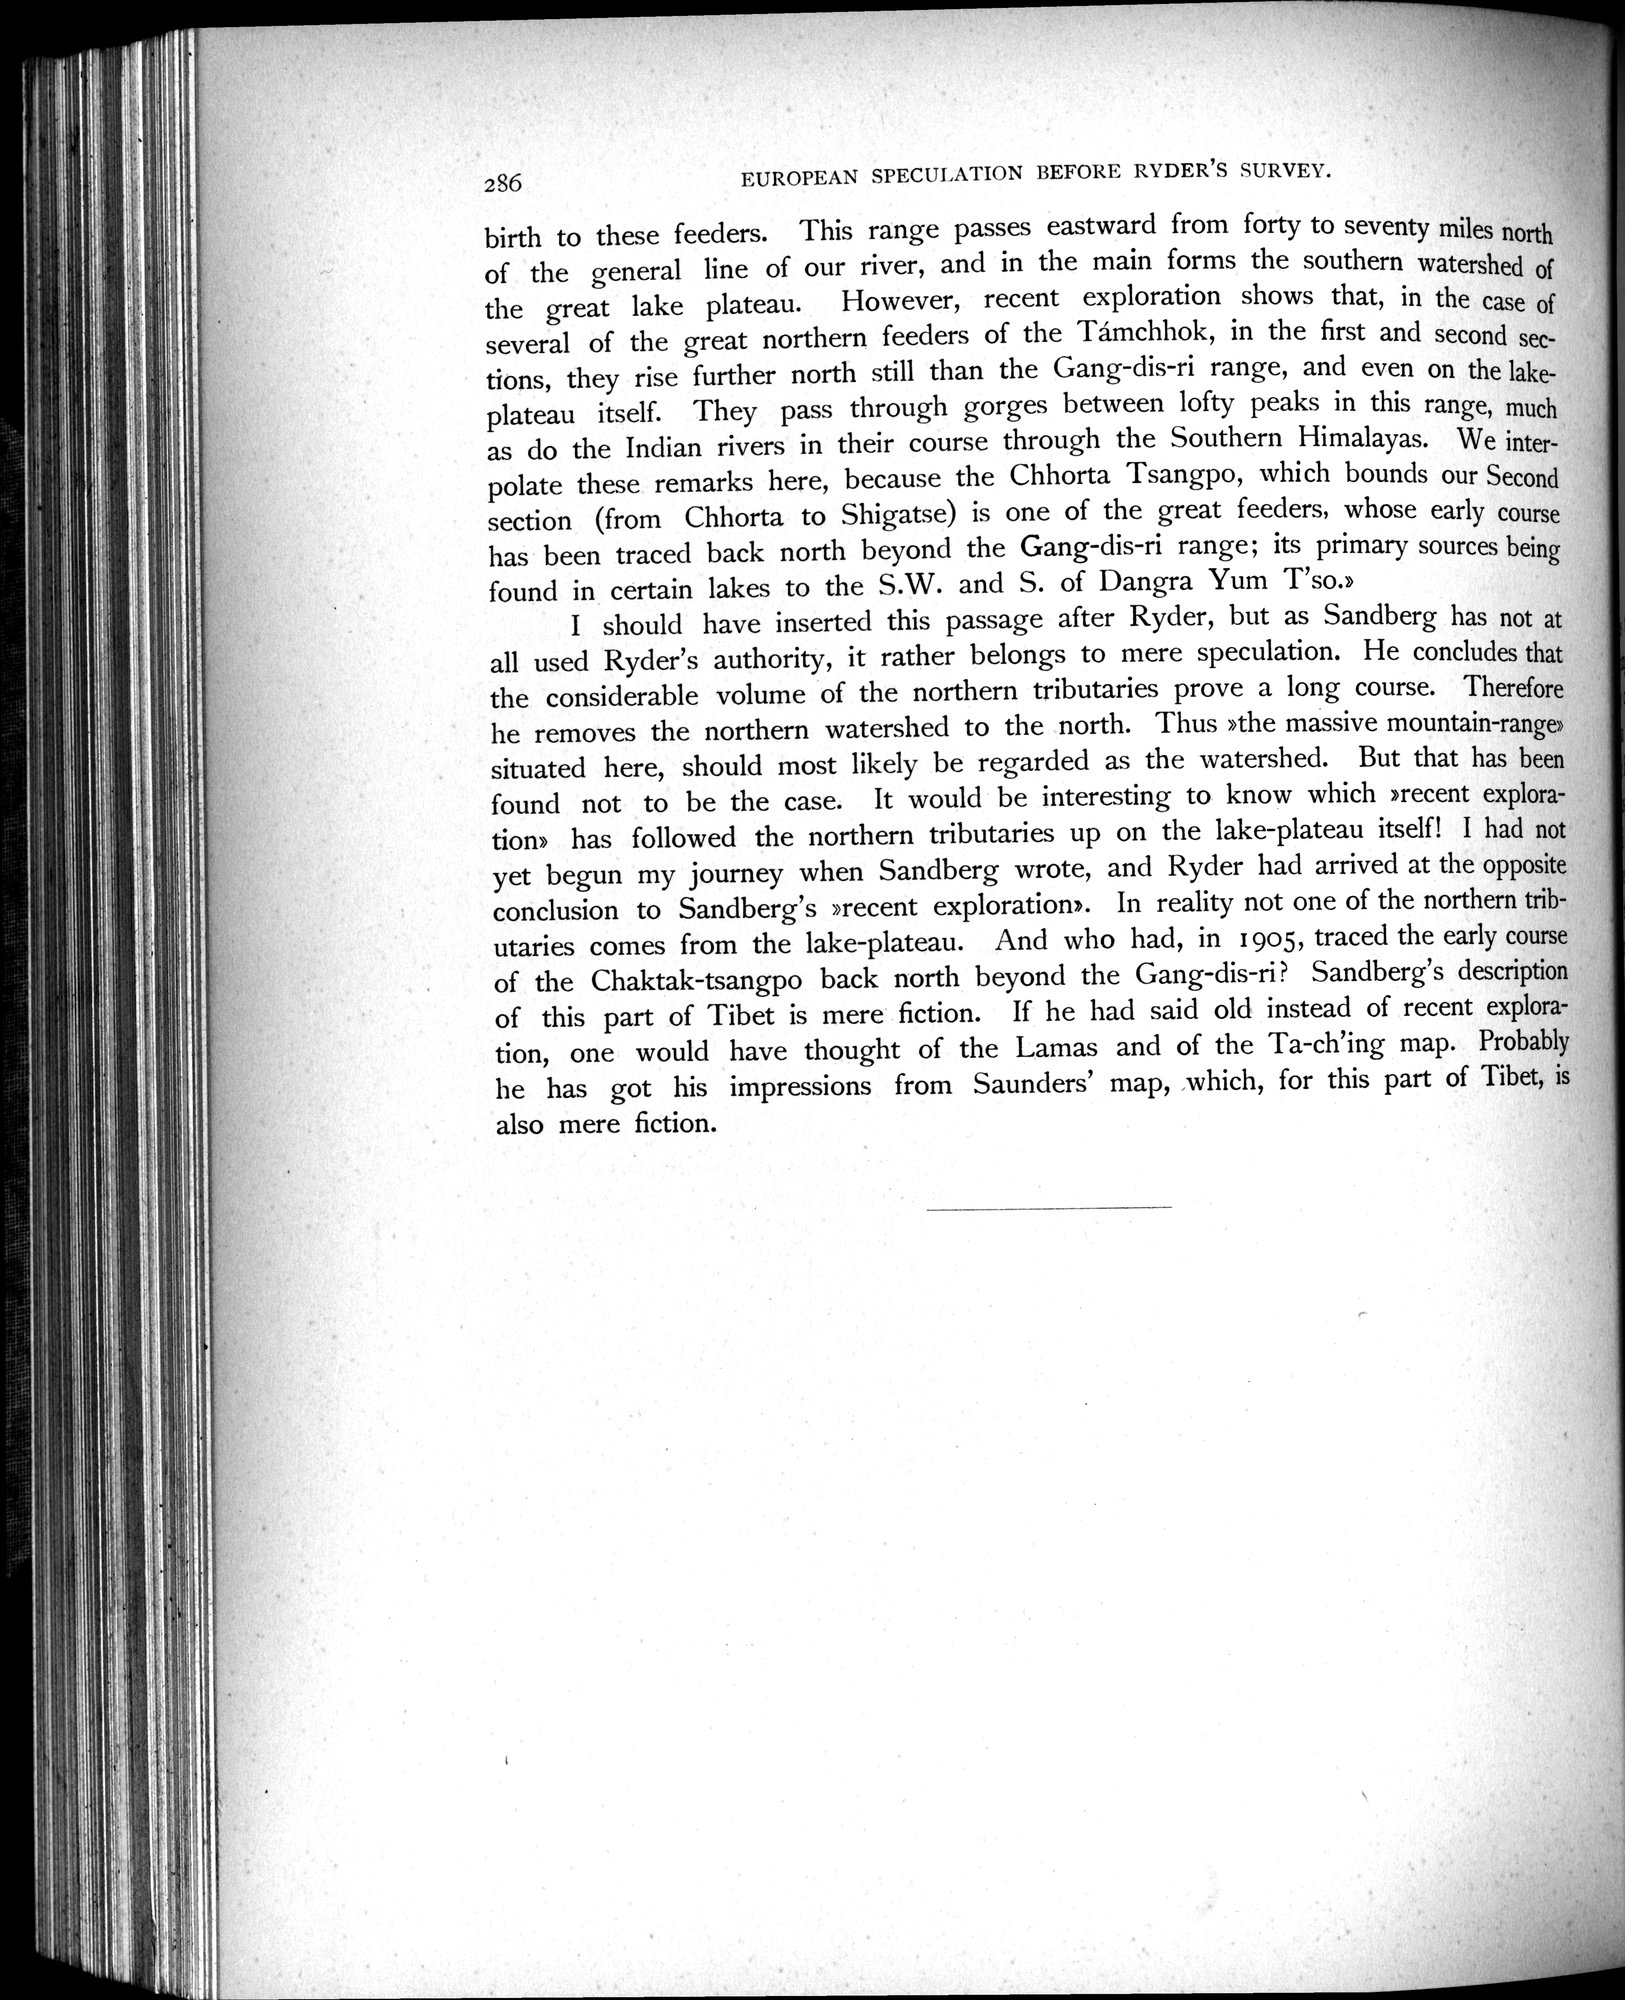 286
EUROPEAN SPECULATION BEFORE RYDER'S SURVEY.
birth to these feeders. This range passes eastward from forty to seventy miles north
of the general line of our river, and in the main forms the southern watershed of
the great lake plateau. However, recent exploration shows that, in the case of
several of the great northern feeders of the Támchhok, in the first and second sec-
tions, they rise further north still than the Gang-dis-ri range, and even on the lake-
plateau itself. They pass through gorges between lofty peaks in this range, much
as do the Indian rivers in their course through the Southern Himalayas. We inter-
polate these remarks here, because the Chhorta Tsangpo, which bounds our Second
section (from Chhorta to Shigatse) is one of the great feeders, whose early course
has been traced back north beyond the Gang-dis-ri range; its primary sources being
found in certain lakes to the S.W. and S. of Dangra Yum T'so.»
I should have inserted this passage after Ryder, but as Sandberg has not at
all used Ryder's authority, it rather belongs to mere speculation. He concludes that
the considerable volume of the northern tributaries prove a long course. Therefore
he removes the northern watershed to the north. Thus »the massive mountain-range»
situated here, should most likely be regarded as the watershed. But that has been
found not to be the case. It would be interesting to know which »recent explora-
tion» has followed the northern tributaries up on the lake-plateau itself! I had not
yet begun my journey when Sandberg wrote, and Ryder had arrived at the opposite
conclusion to Sandberg's »recent exploration». In reality not one of the northern trib-
utaries comes from the lake-plateau. And who had, in 1905, traced the early course
of the Chaktak-tsangpo back north beyond the Gang-dis-ri? Sandberg's description
of this part of Tibet is mere fiction. If he had said old instead of recent explora-
tion, one would have thought of the Lamas and of the Ta-ch'ing map. Probably
he has got his impressions from Saunders' map, which, for this part of Tibet, is
also mere fiction.